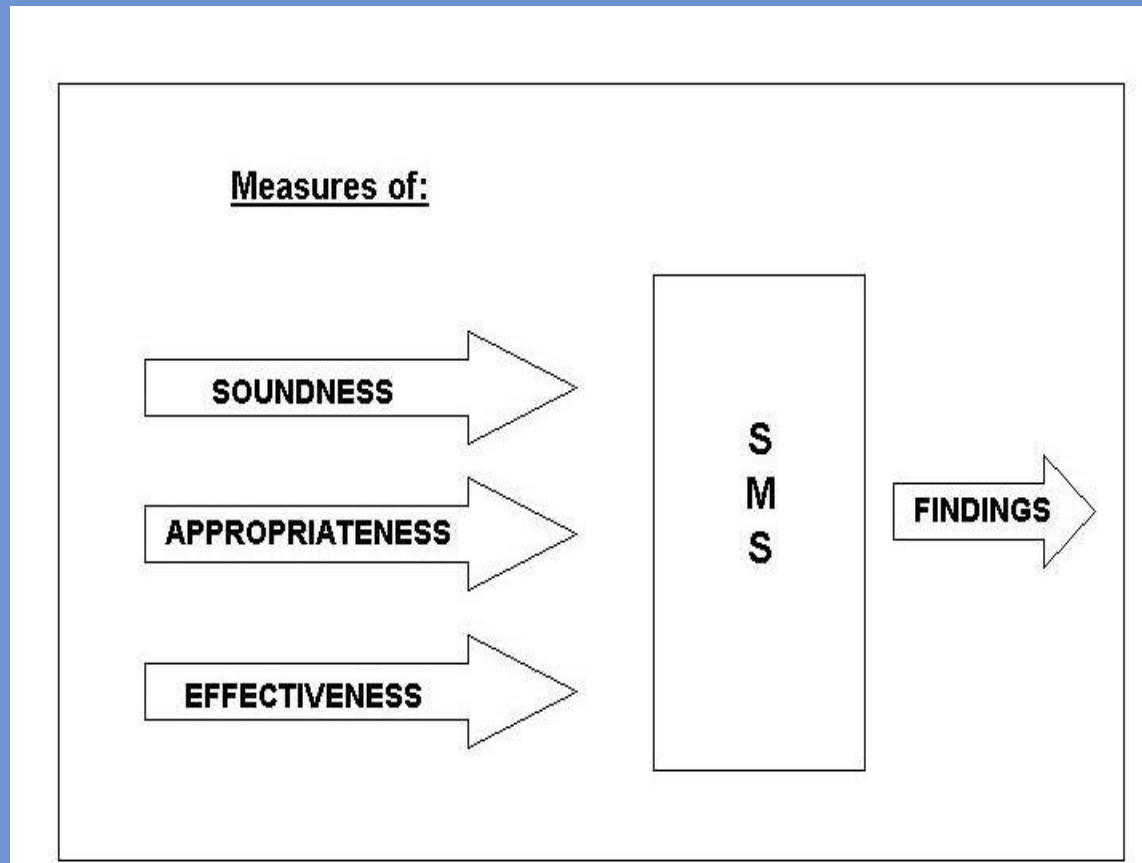 Measures of:
SOUNDNESS
APPROPRIATENESS
EFFECTIVENESS
S
M
S
FINDINGS